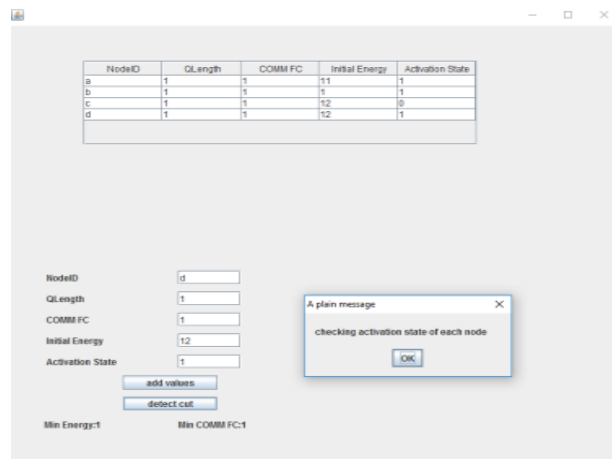 NodeID QLength COMM FC Initial Energy Activation State
a 1 1 11 1
b 1 1 1 1
c 1 1 12 0
d 1 1 12 1
NodeID d
QLength 1
COMM FC 1
Initial Energy 12
Activation State 1
add values
detect cut
Min Energy:1 Min COMM FC:1
A plain message
checking activation state of each node
OK